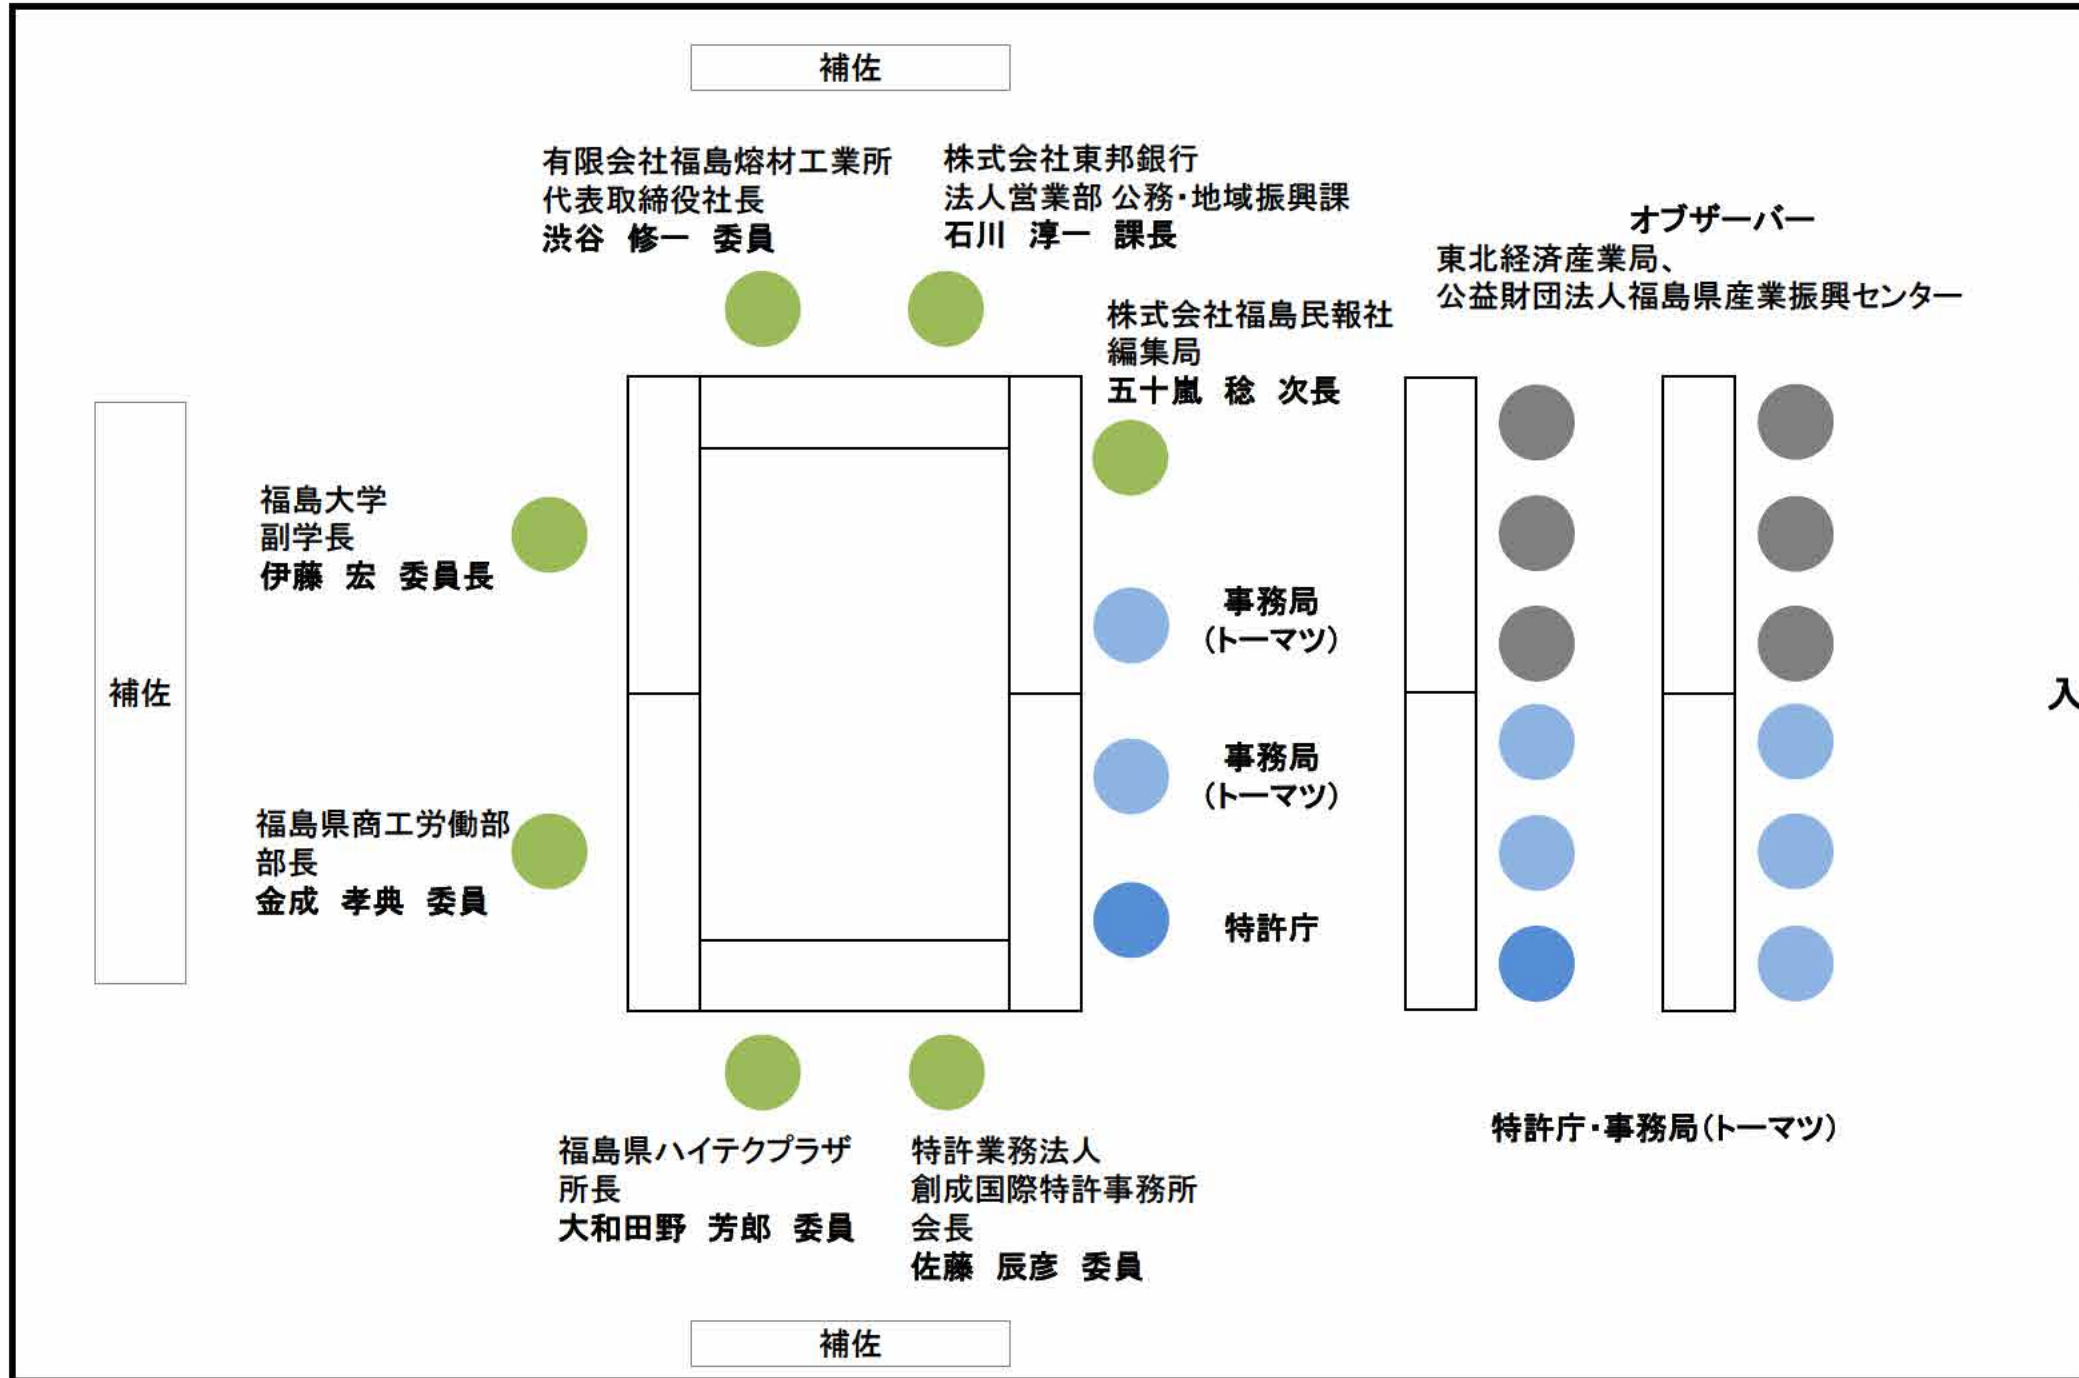 補佐
有限会社福島熔材工業所
代表取締役社長
渋谷　修一　委員
株式会社東邦銀行
法人営業部 公務・地域振興課
石川　淳一　課長
オブザーバー
東北経済産業局、
公益財団法人福島県産業振興センター
株式会社福島民報社
編集局
五十嵐　稔　次長
補佐
福島大学
副学長
伊藤　宏　委員長
事務局
（トーマツ）
入
事務局
（トーマツ）
福島県商工労働部
部長
金成　孝典　委員
特許庁
特許庁・事務局（トーマツ）
福島県ハイテクプラザ
所長
大和田野　芳郎　委員
特許業務法人
創成国際特許事務所
会長
佐藤　辰彦　委員
補佐